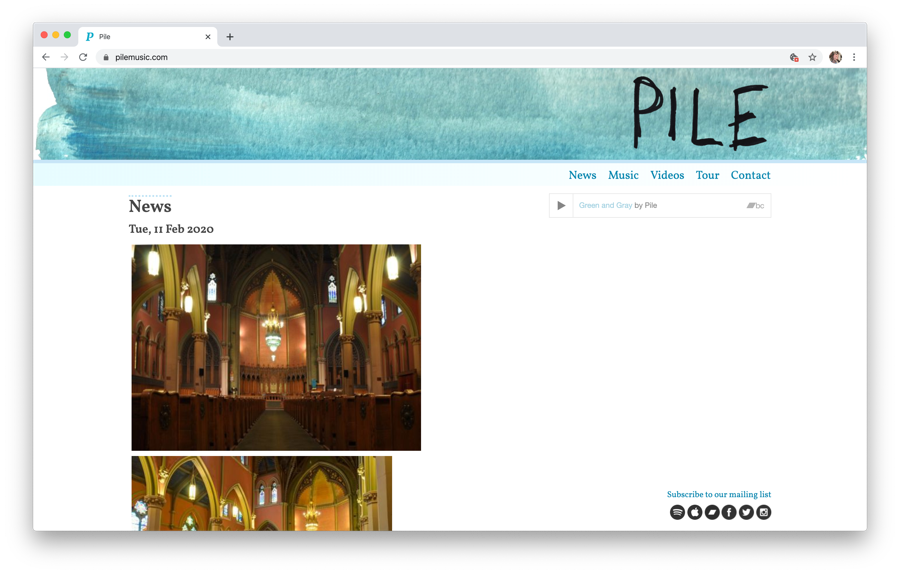 Pile
pilemusic.com
PILE
News Music Videos Tour Contact
News
Tue, 11 Feb 2020
Green and Gray by Pile
bc
Subscribe to our mailing list